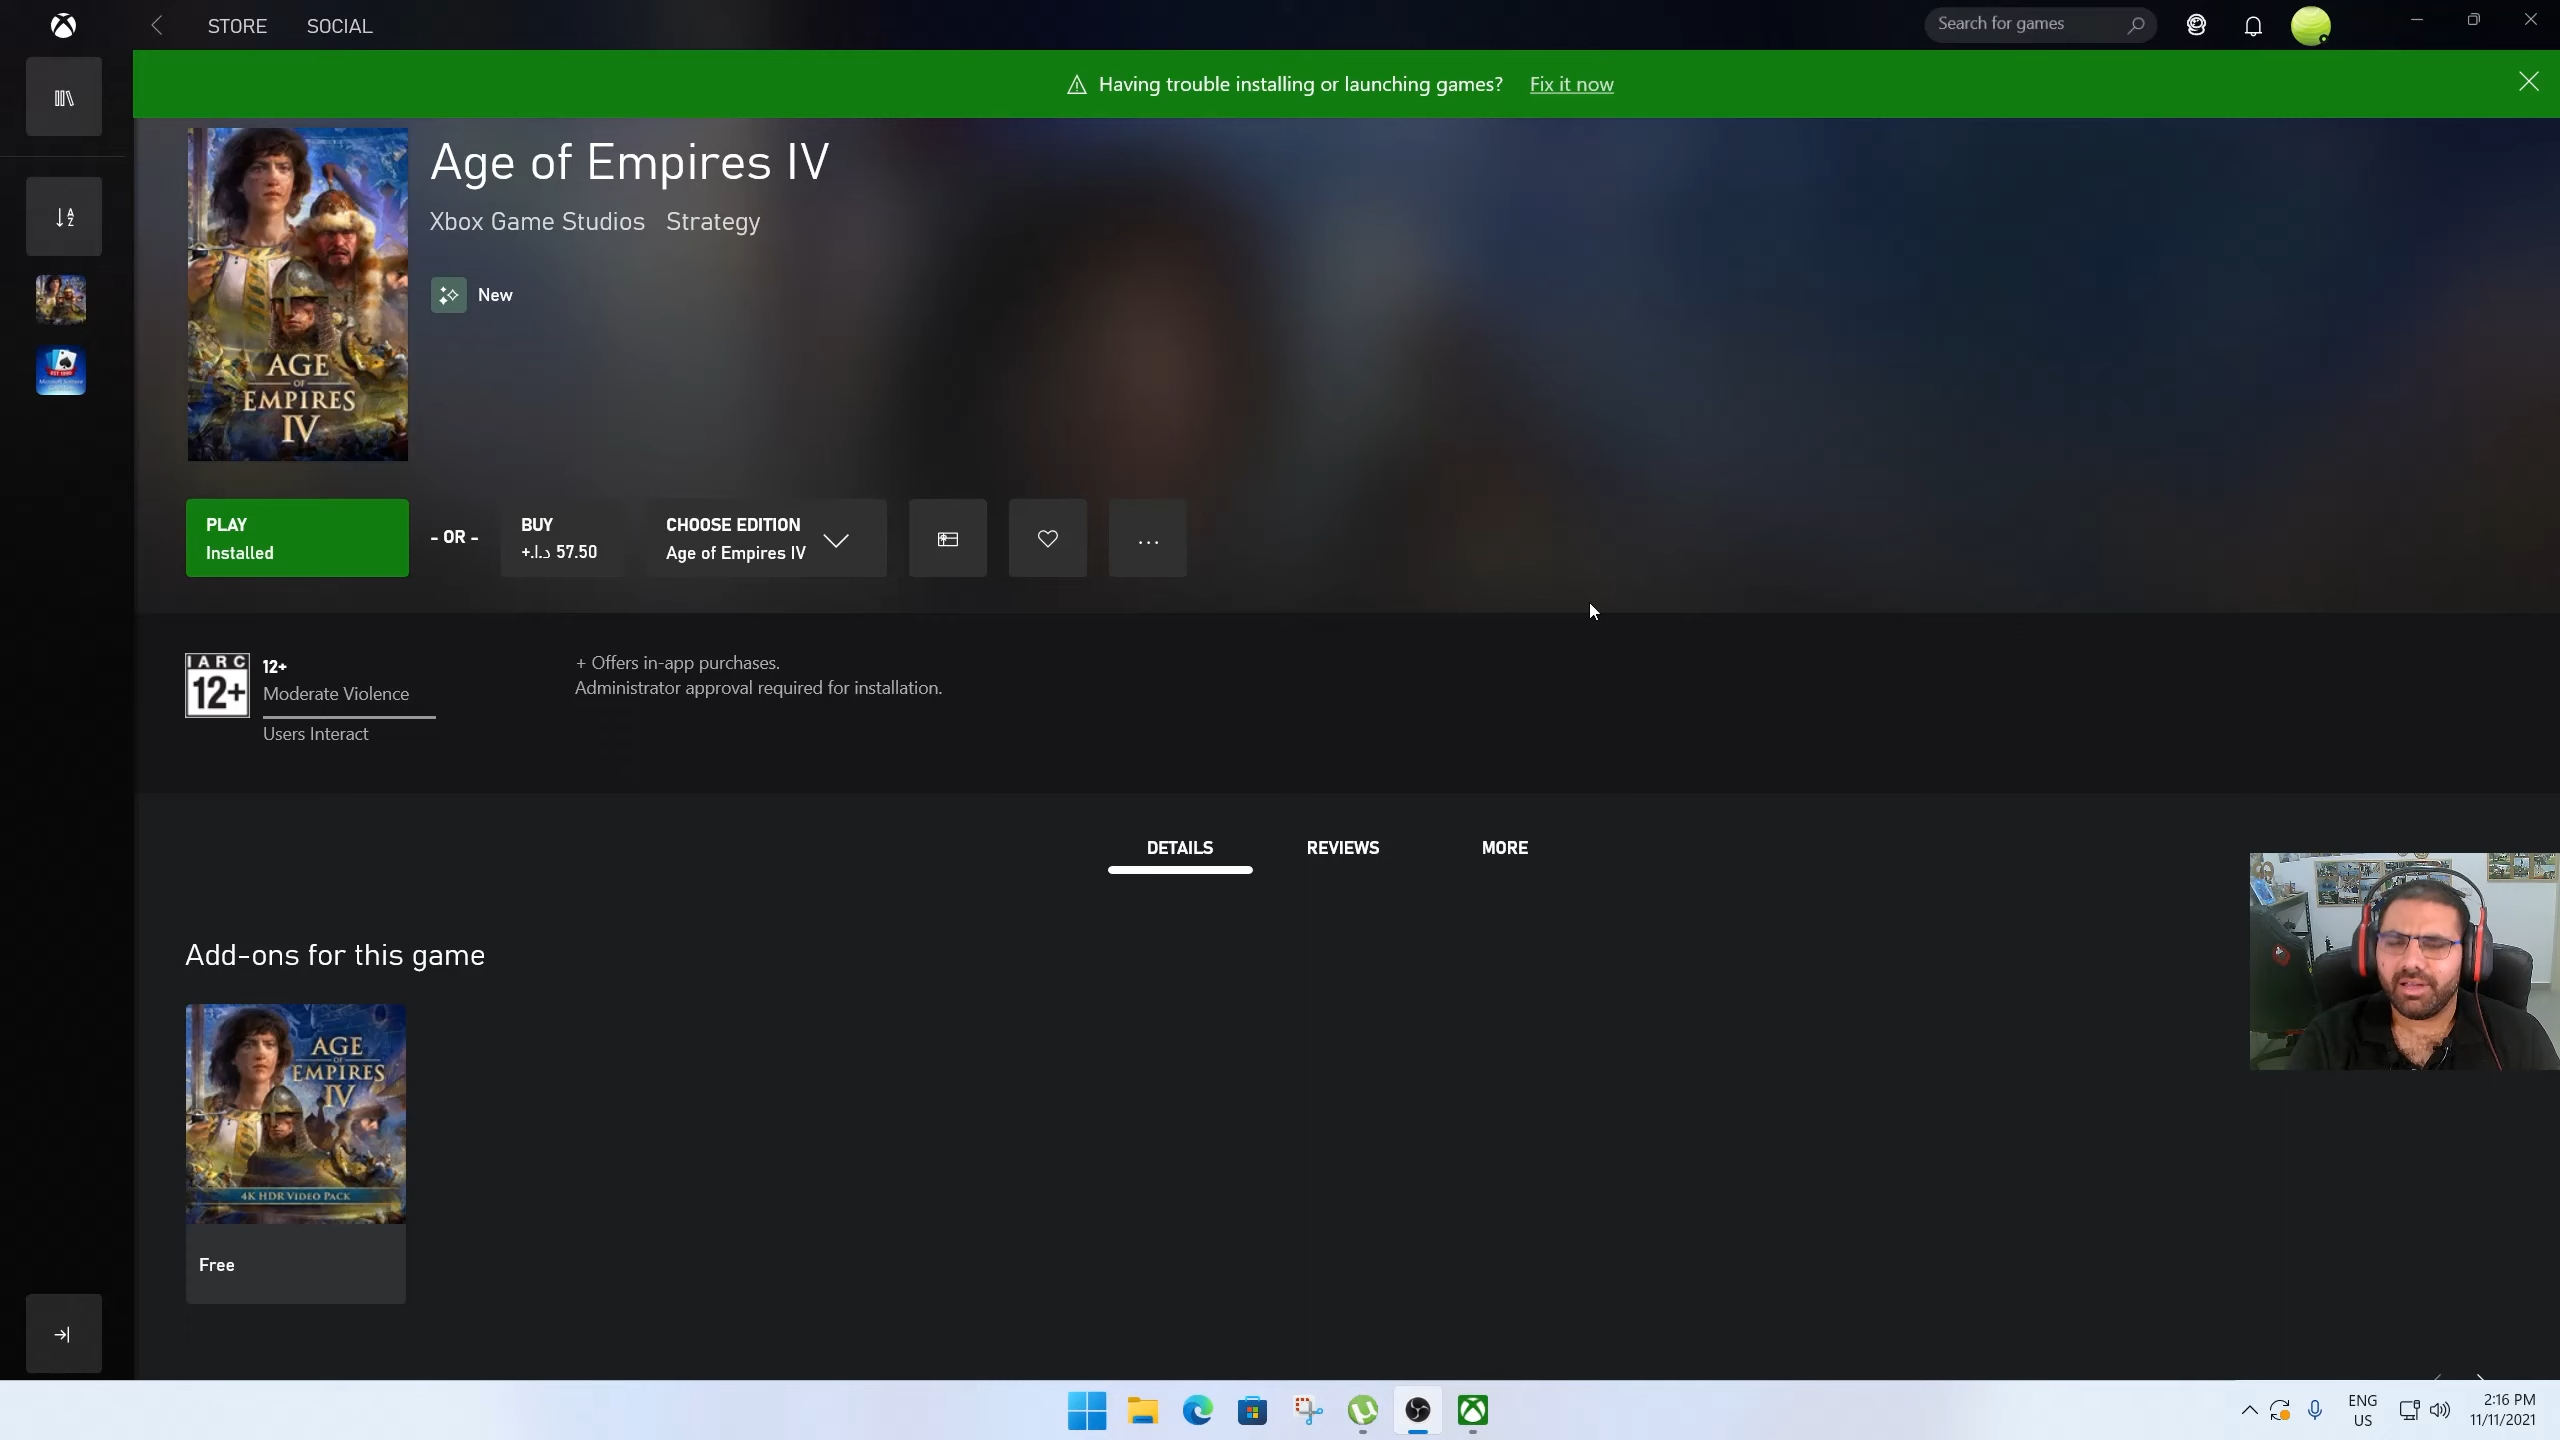 STORE
SOCIAL
Search for games
Having trouble installing or launching games? Fix it now
Age of Empires IV
Xbox Game Studios Strategy
New
AGE
OF
EMPIRES
IV
PLAY
Installed
- OR -
BUY
د.إ.‏ 57.50+
CHOOSE EDITION
Age of Empires IV
...
IARC
12+
12+
Moderate Violence
Users Interact
+ Offers in-app purchases.
Administrator approval required for installation.
DETAILS
REVIEWS
MORE
Add-ons for this game
AGE
OF
EMPIRES
IV
4K HDR VIDEO PACK
Free
ENG
US
2:16 PM
11/11/2021